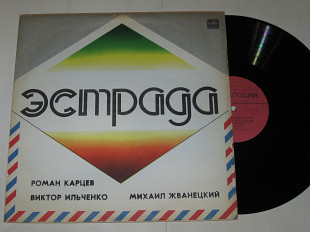 эстрада
РОМАН КАРЦЕВ
ВИКТОР ИЛЬЧЕНКО МИХАИЛ ЖВАНЕЦКИЙ